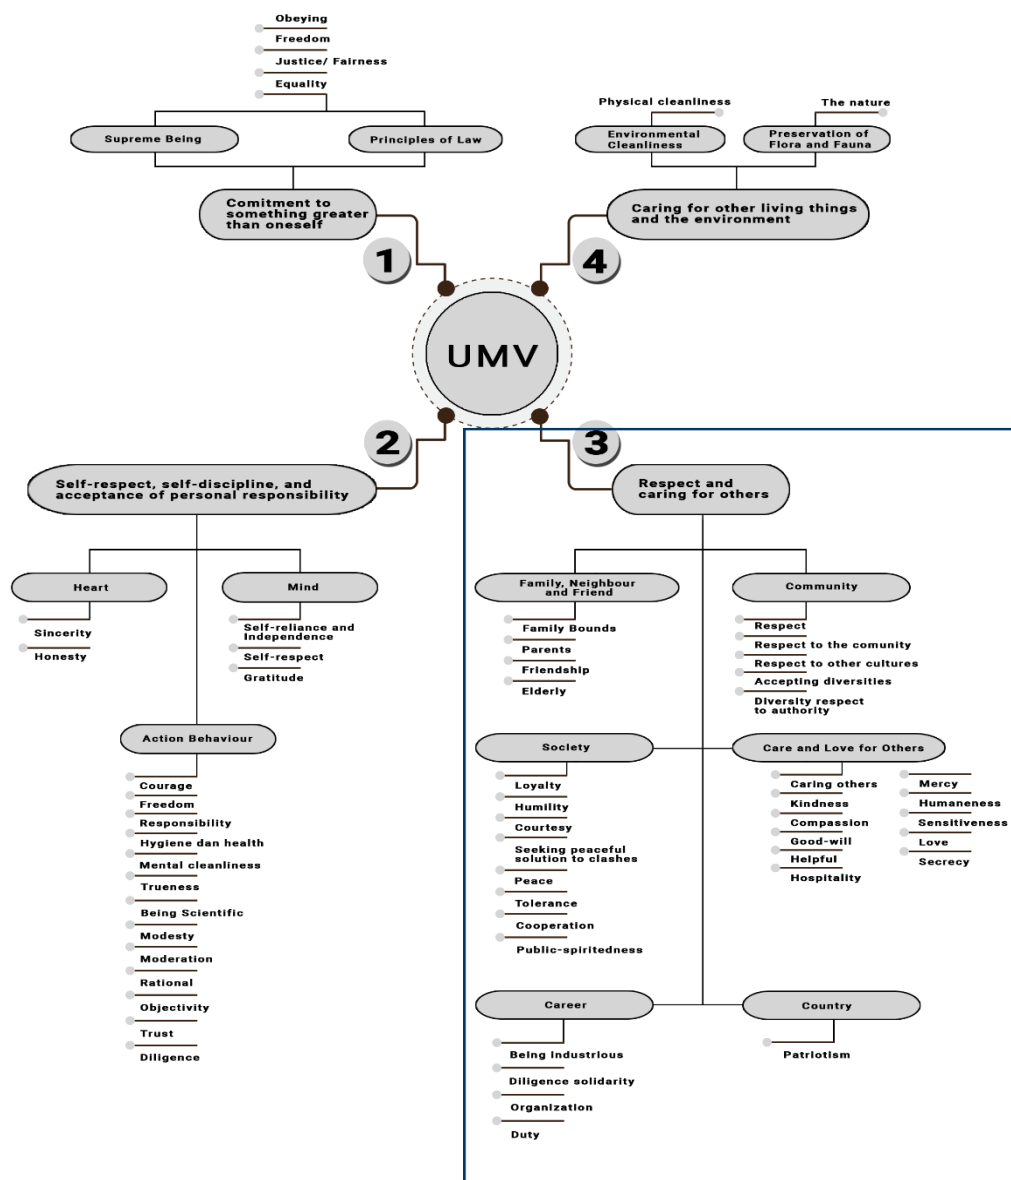 Obeying
Freedom
Justice/ Fairness
Equality
Supreme Being
Principles of Law
Comitment to
something greater
than oneself
1
Physical cleanliness
The nature
Environmental
Cleanliness
Preservation of
Flora and Fauna
Caring for other living things
and the environment
4
UMV
2
Self-respect, self-discipline, and
acceptance of personal responsibility
Heart
Sincerity
Honesty
Mind
Self-reliance and
Independence
Self-respect
Gratitude
Action Behaviour
Courage
Freedom
Responsibility
Hygiene dan health
Mental cleanliness
Trueness
Being Scientific
Modesty
Moderation
Rational
Objectivity
Trust
Diligence
3
Respect and
caring for others
Family, Neighbour
and Friend
Family Bounds
Parents
Friendship
Elderly
Community
Respect
Respect to the comunity
Respect to other cultures
Accepting diversities
Diversity respect
to authority
Society
Loyalty
Humility
Courtesy
Seeking peaceful
solution to clashes
Peace
Tolerance
Cooperation
Public-spiritedness
Care and Love for Others
Caring others
Kindness
Compassion
Good-will
Helpful
Hospitality
Mercy
Humaneness
Sensitiveness
Love
Secrecy
Career
Being industrious
Diligence solidarity
Organization
Duty
Country
Patriotism